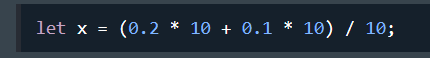 let x = (0.2 * 10 + 0.1 * 10) / 10;